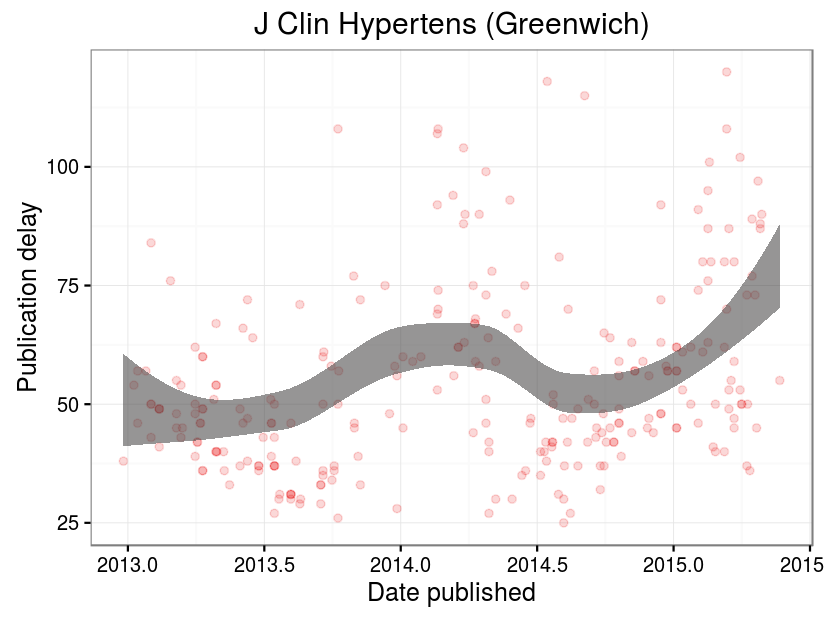 J Clin Hypertens (Greenwich)
Publication delay
100
75
50
25
2013.0 2013.5 2014.0 2014.5 2015.0 2015
Date published